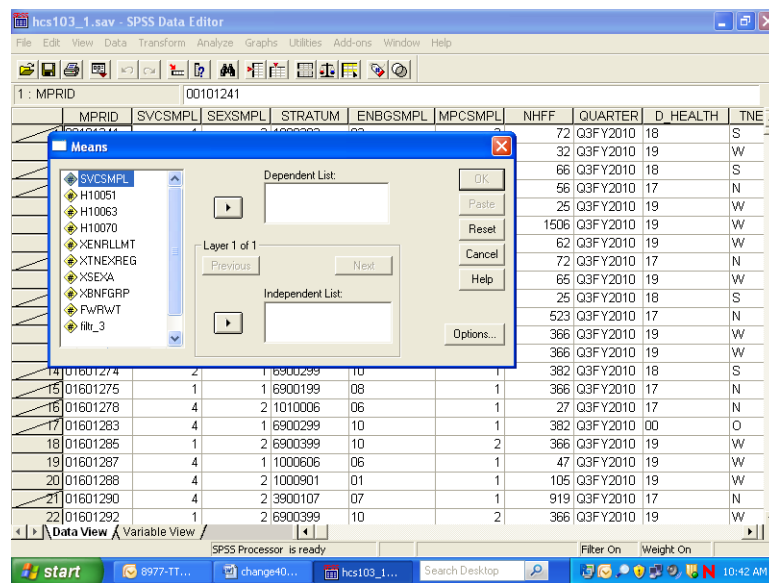 hcs103_1.sav - SPSS Data Editor
File Edit View Data Transform Analyze Graphs Utilities Add-ons Window Help
1 : MPRID 00101241
MPRID SVCSMPL SEXSMPL STRATUM ENBGSMPL MPCSMPL NHFF QUARTER D_HEALTH TNE
72 Q3FY2010 18 S
Means
32 Q3FY2010 19 W
66 Q3FY2010 18 S
56 Q3FY2010 17 N
25 Q3FY2010 19 W
1506 Q3FY2010 19 W
62 Q3FY2010 19 W
72 Q3FY2010 17 N
65 Q3FY2010 19 W
25 Q3FY2010 18 S
523 Q3FY2010 17 N
366 Q3FY2010 19 W
366 Q3FY2010 19 W
SVCSMPL
H10051
H10063
H10070
XENRLLMT
XTNEXREG
XSEXA
XBNFGRP
FWRWT
filtr_3
Dependent List:
Layer 1 of 1
Previous Next
Independent List:
OK
Paste
Reset
Cancel
Help
Options...
14 01601274 2 1 6900299 10 1 382 Q3FY2010 18 S
15 01601275 1 1 6900199 08 1 366 Q3FY2010 17 N
16 01601278 4 2 1010006 06 1 27 Q3FY2010 17 N
17 01601283 4 1 6900299 10 1 382 Q3FY2010 00 O
18 01601285 1 2 6900399 10 2 366 Q3FY2010 19 W
19 01601287 4 1 1000606 06 1 47 Q3FY2010 19 W
20 01601288 4 2 1000901 01 1 105 Q3FY2010 19 W
21 01601290 4 2 3900107 07 1 919 Q3FY2010 17 N
22 01601292 1 2 6900399 10 2 366 Q3FY2010 19 W
Data View Variable View
SPSS Processor is ready Filter On Weight On
start 8977-TT... change40... hcs103_1... Search Desktop 10:42 AM